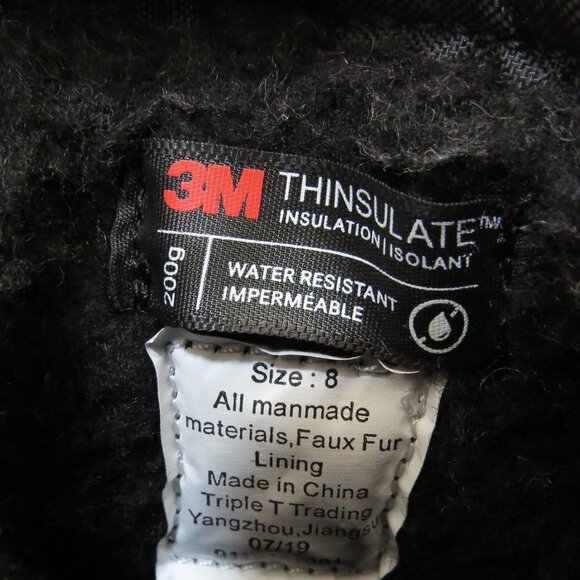 3M THINSULATE™
INSULATION | ISOLANT
200g
WATER RESISTANT
IMPERMÉABLE
Size : 8
All manmade
materials,Faux Fur
Lining
Made in China
Triple T Trading
Yangzhou,Jiangsu
07/19